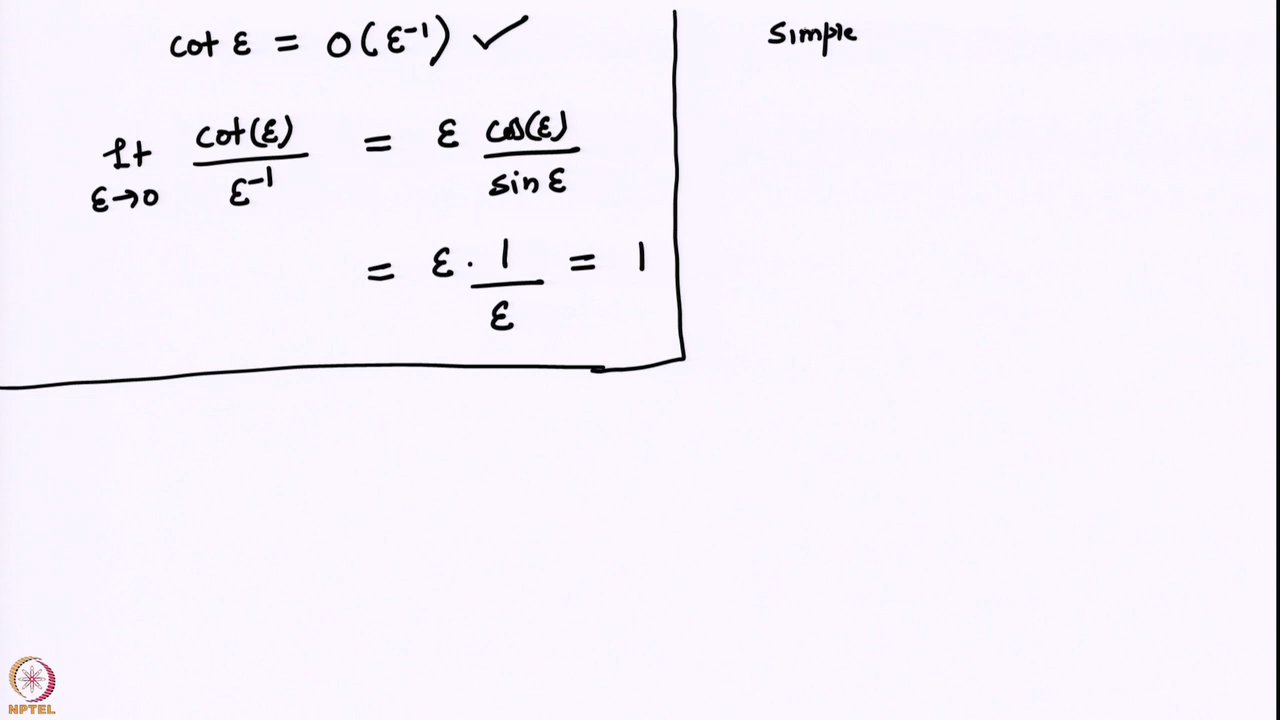 cot ε = O(ε⁻¹) ✓
lt ε→0 cot(ε) / ε⁻¹ = ε cos(ε) / sin ε
= ε · 1 / ε = 1
Simple
NPTEL